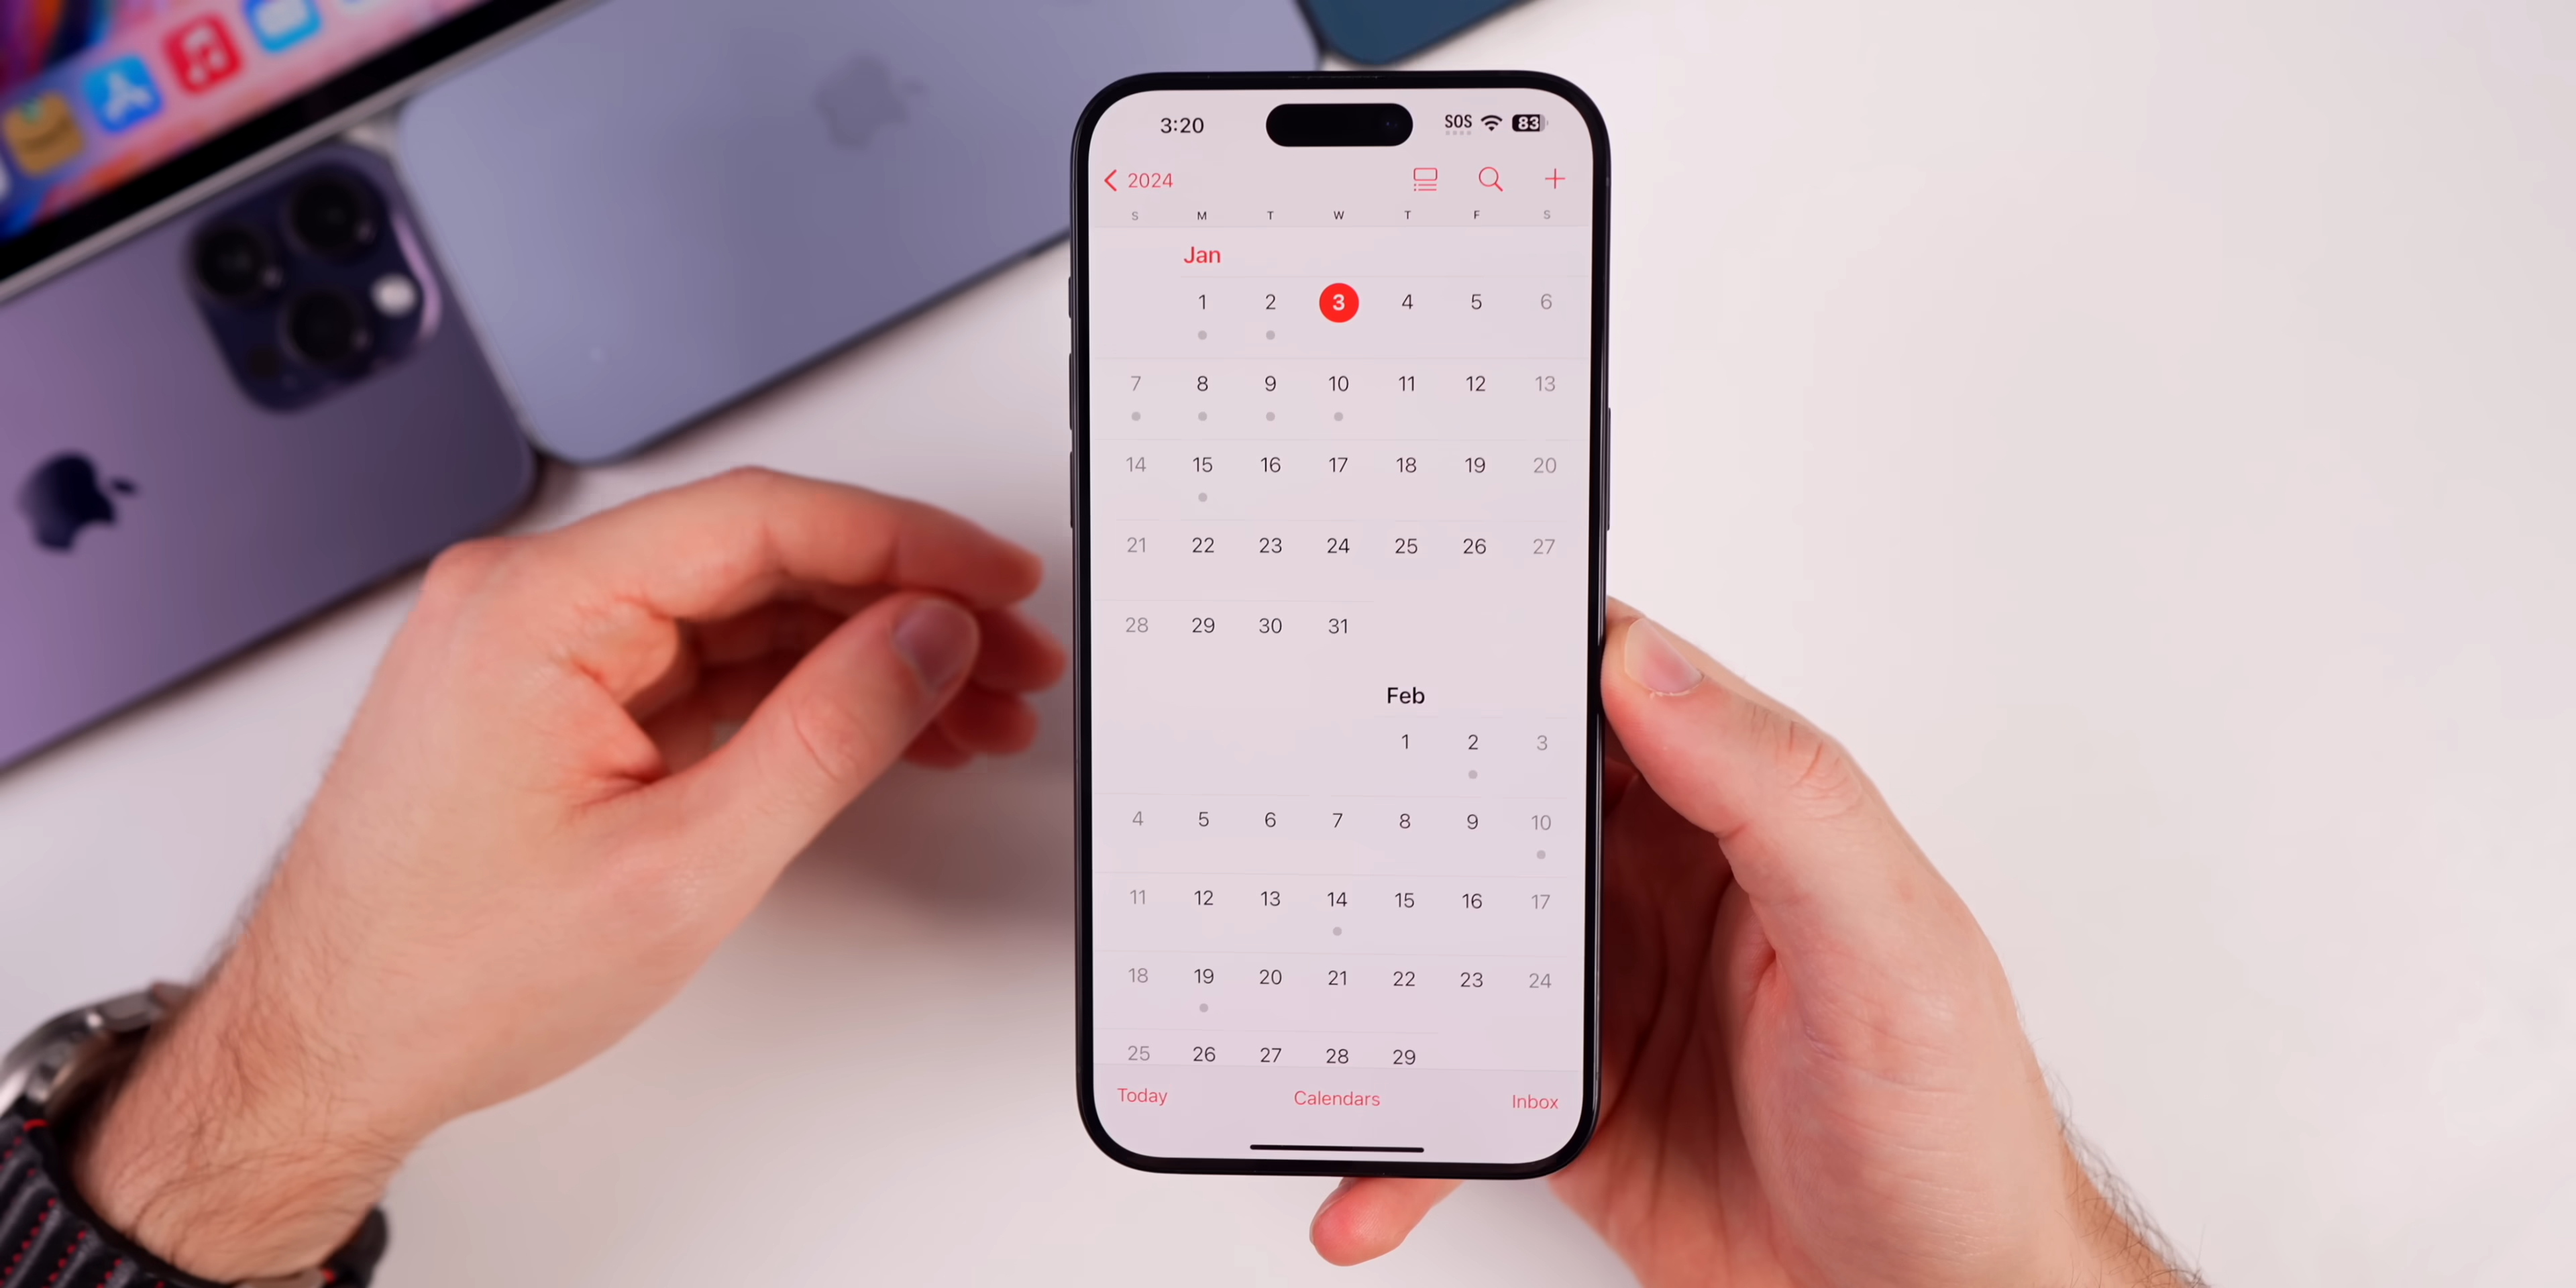 3:20 SOS 83
2024
S M T W T F S
Jan
1 2 3 4 5 6
7 8 9 10 11 12 13
14 15 16 17 18 19 20
21 22 23 24 25 26 27
28 29 30 31
Feb
1 2 3
4 5 6 7 8 9 10
11 12 13 14 15 16 17
18 19 20 21 22 23 24
25 26 27 28 29
Today Calendars Inbox